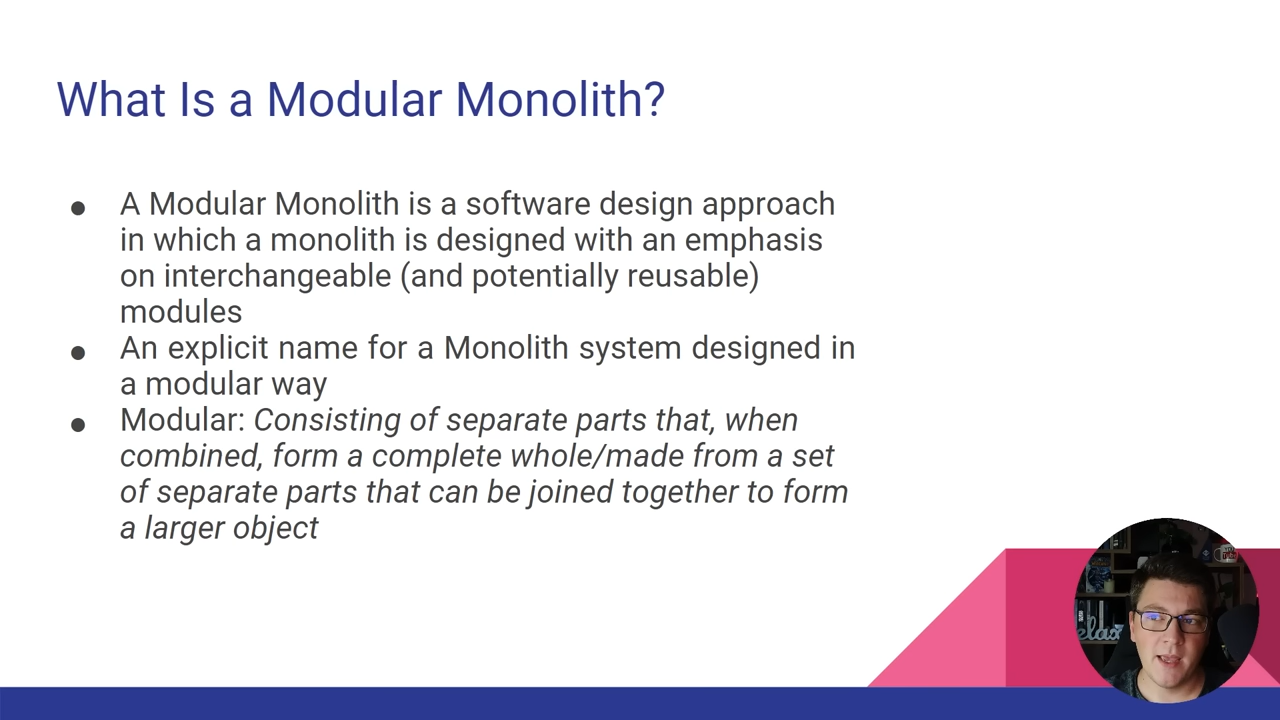 What Is a Modular Monolith?
● A Modular Monolith is a software design approach
in which a monolith is designed with an emphasis
on interchangeable (and potentially reusable)
modules
● An explicit name for a Monolith system designed in
a modular way
● Modular: Consisting of separate parts that, when
combined, form a complete whole/made from a set
of separate parts that can be joined together to form
a larger object
elax